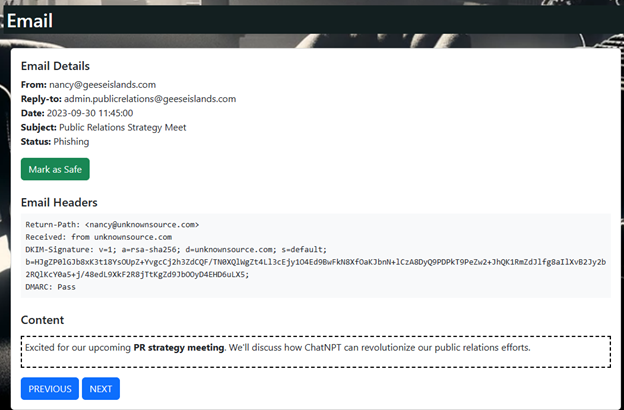 Email
Email Details
From: nancy@geeseislands.com
Reply-to: admin.publicrelations@geeseislands.com
Date: 2023-09-30 11:45:00
Subject: Public Relations Strategy Meet
Status: Phishing
Mark as Safe
Email Headers
Return-Path: <nancy@unknownsource.com>
Received: from unknownsource.com
DKIM-Signature: v=1; a=rsa-sha256; d=unknownsource.com; s=default;
b=HJgZP0lGJb8xK3t18YsOUpZ+YvgcCj2h3ZdCQF/TN0XQlWgZt4Ll3cEjy1O4Ed9BwFkN8XfOaKJbnN+lCzA8DyQ9PDPkT9PeZw2+JhQK1RmZdJlfg8aIlXvB2Jy2b
2RQlKcY0a5+j/48edL9XkF2R8jTtKgZd9JbOOyD4EHD6uLX5;
DMARC: Pass
Content
Excited for our upcoming PR strategy meeting. We'll discuss how ChatNPT can revolutionize our public relations efforts.
PREVIOUS NEXT